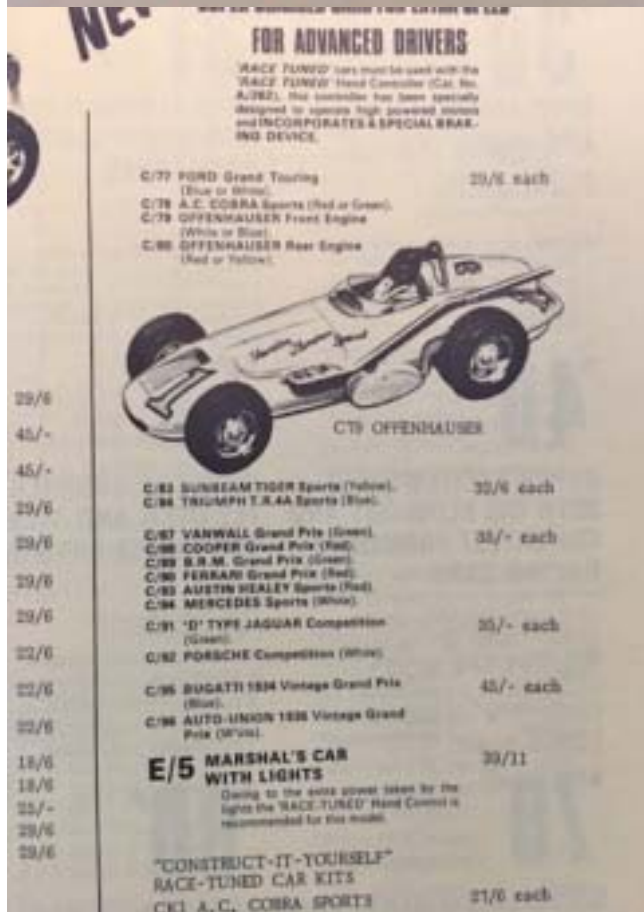 NEW
FOR ADVANCED DRIVERS
'RACE TUNED' cars must be used with the
'RACE TUNED' Hand Controller (Cat. No.
A/262), this controller has been specially
designed to operate high powered motors
and INCORPORATES A SPECIAL BRAK-
ING DEVICE.
C/77 FORD Grand Touring 29/6 each
(Blue or White).
C/78 A.C. COBRA Sports (Red or Green).
C/79 OFFENHAUSER Front Engine
(White or Blue).
C/80 OFFENHAUSER Rear Engine
(Red or Yellow).
C79 OFFENHAUSER
C/83 SUNBEAM TIGER Sports (Yellow). 32/6 each
C/84 TRIUMPH T.R.4A Sports (Blue).
C/87 VANWALL Grand Prix (Green). 35/- each
C/88 COOPER Grand Prix (Red).
C/89 B.R.M. Grand Prix (Green).
C/90 FERRARI Grand Prix (Red).
C/93 AUSTIN HEALEY Sports (Red)
C/94 MERCEDES Sports (White).
C/91 "D" TYPE JAGUAR Competition 35/- each
(Green).
C/92 PORSCHE Competition (White).
C/95 BUGATTI 1934 Vintage Grand Prix 45/- each
(Blue).
C/96 AUTO-UNION 1936 Vintage Grand
Prix
E/5 MARSHAL'S CAR 39/11
WITH LIGHTS
Owing to the extra power taken by the
lights the 'RACE-TUNED' Hand Control is
recommended for this model.
"CONSTRUCT-IT-YOURSELF"
RACE-TUNED CAR KITS
CK1 A.C. COBRA SPORTS 27/6 each
29/6
45/-
45/-
29/6
29/6
29/6
29/6
22/6
22/6
22/6
18/6
18/6
25/-
29/6
29/6